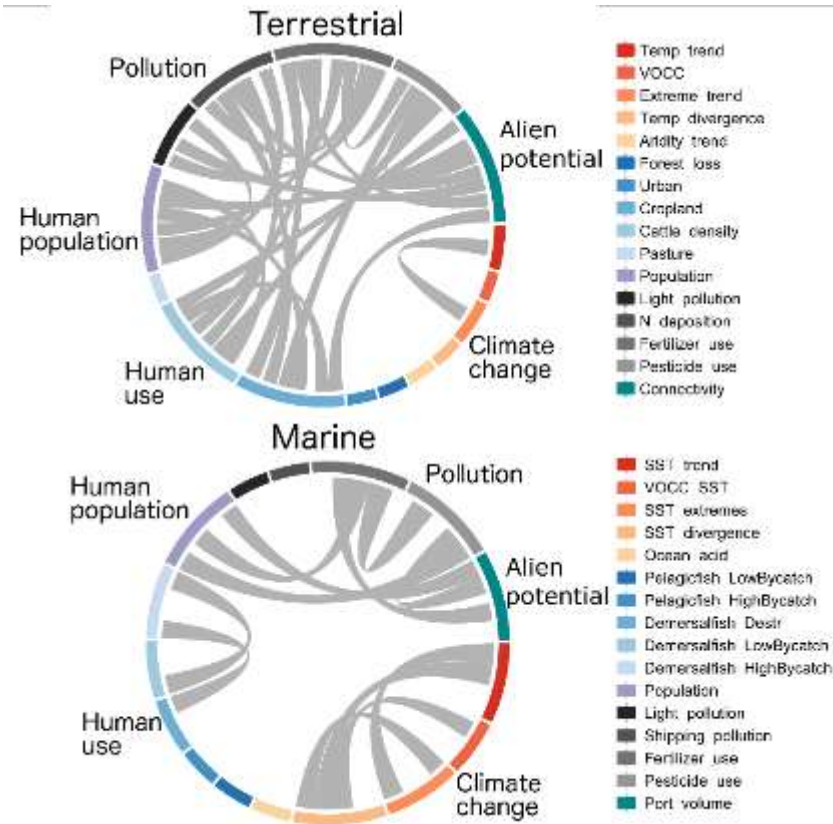 Terrestrial
Pollution
Alien
potential
Human
population
Climate
change
Human
use
Temp trend
VOCC
Extreme trend
Temp divergence
Aridity trend
Forest loss
Urban
Cropland
Cattle density
Pasture
Population
Light pollution
N deposition
Fertilizer use
Pesticide use
Connectivity
Marine
Pollution
Human
population
Alien
potential
Human
use
Climate
change
SST trend
VOCC SST
SST extremes
SST divergence
Ocean acid
Pelagicfish LowBycatch
Pelagicfish HighBycatch
Demersalfish Destr
Demersalfish LowBycatch
Demersalfish HighBycatch
Population
Light pollution
Shipping pollution
Fertilizer use
Pesticide use
Port volume